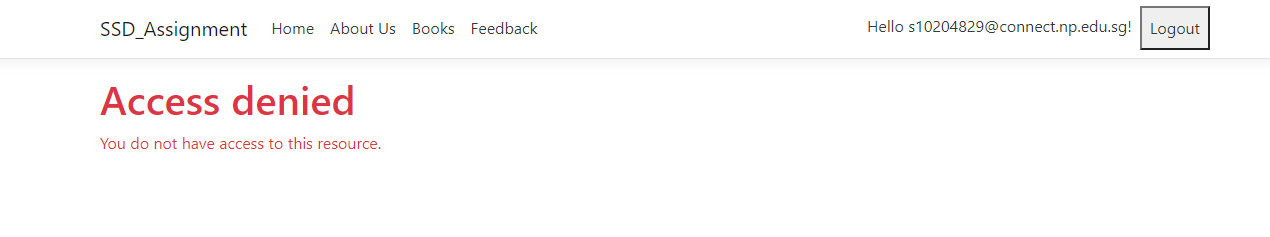 SSD_Assignment Home About Us Books Feedback Hello s10204829@connect.np.edu.sg! Logout
Access denied
You do not have access to this resource.